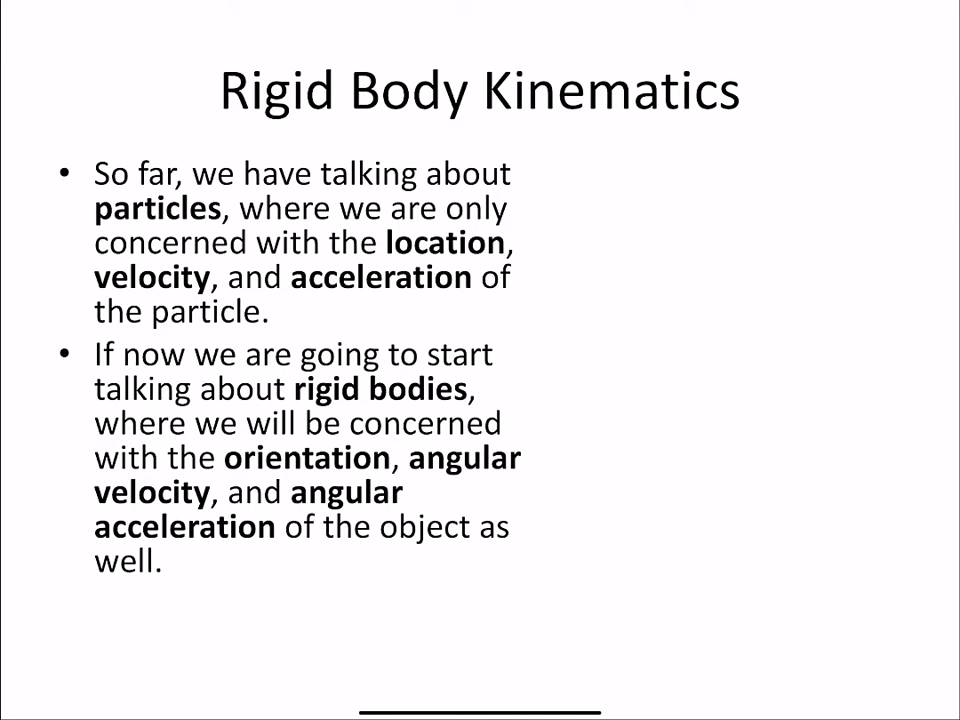 Rigid Body Kinematics
• So far, we have talking about
particles, where we are only
concerned with the location,
velocity, and acceleration of
the particle.
• If now we are going to start
talking about rigid bodies,
where we will be concerned
with the orientation, angular
velocity, and angular
acceleration of the object as
well.